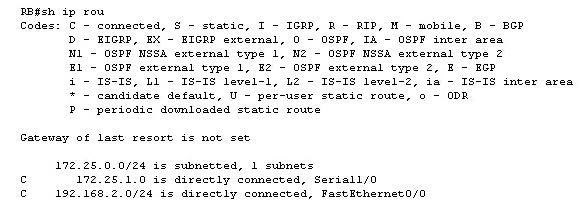 RB#sh ip rou
Codes: C - connected, S - static, I - IGRP, R - RIP, M - mobile, B - BGP
D - EIGRP, EX - EIGRP external, O - OSPF, IA - OSPF inter area
N1 - OSPF NSSA external type 1, N2 - OSPF NSSA external type 2
E1 - OSPF external type 1, E2 - OSPF external type 2, E - EGP
i - IS-IS, L1 - IS-IS level-1, L2 - IS-IS level-2, ia - IS-IS inter area
* - candidate default, U - per-user static route, o - ODR
P - periodic downloaded static route
Gateway of last resort is not set
172.25.0.0/24 is subnetted, 1 subnets
C 172.25.1.0 is directly connected, Serial1/0
C 192.168.2.0/24 is directly connected, FastEthernet0/0